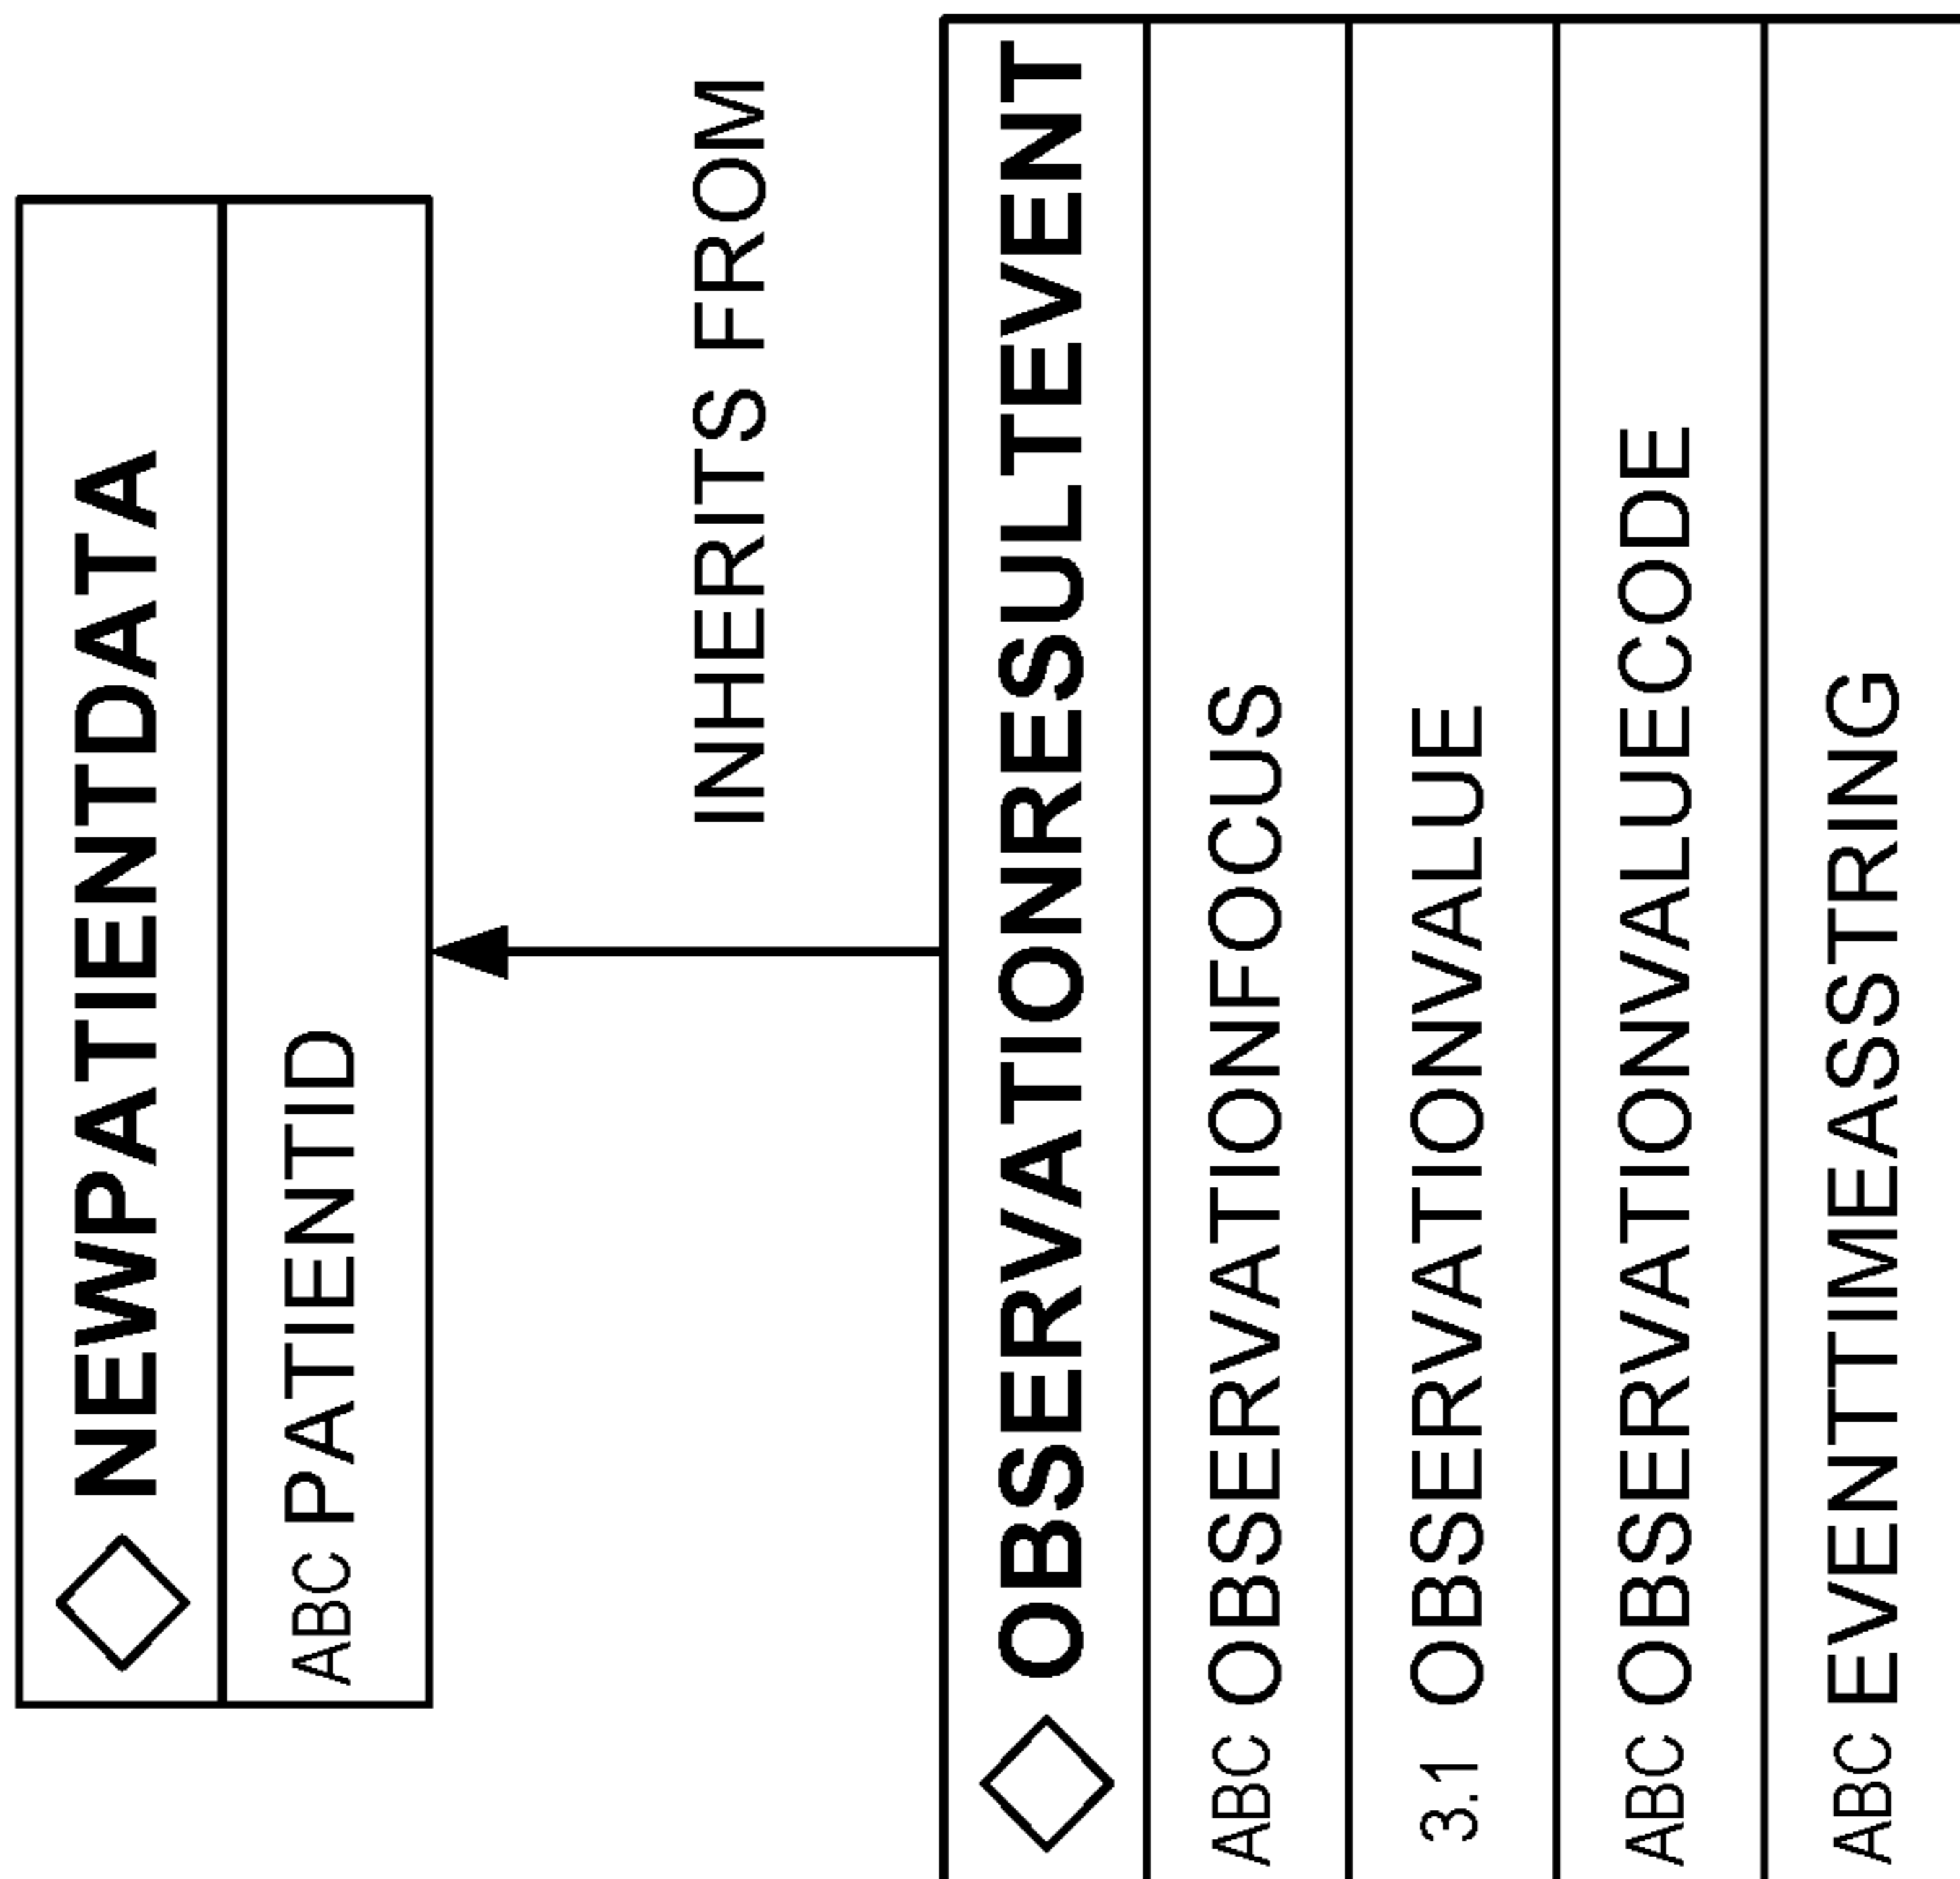 NEWPATIENTDATA
ABC PATIENTID
INHERITS FROM
OBSERVATIONRESULTEVENT
ABC OBSERVATIONFOCUS
3.1 OBSERVATIONVALUE
ABC OBSERVATIONVALUECODE
ABC EVENTTIMEASSTRING